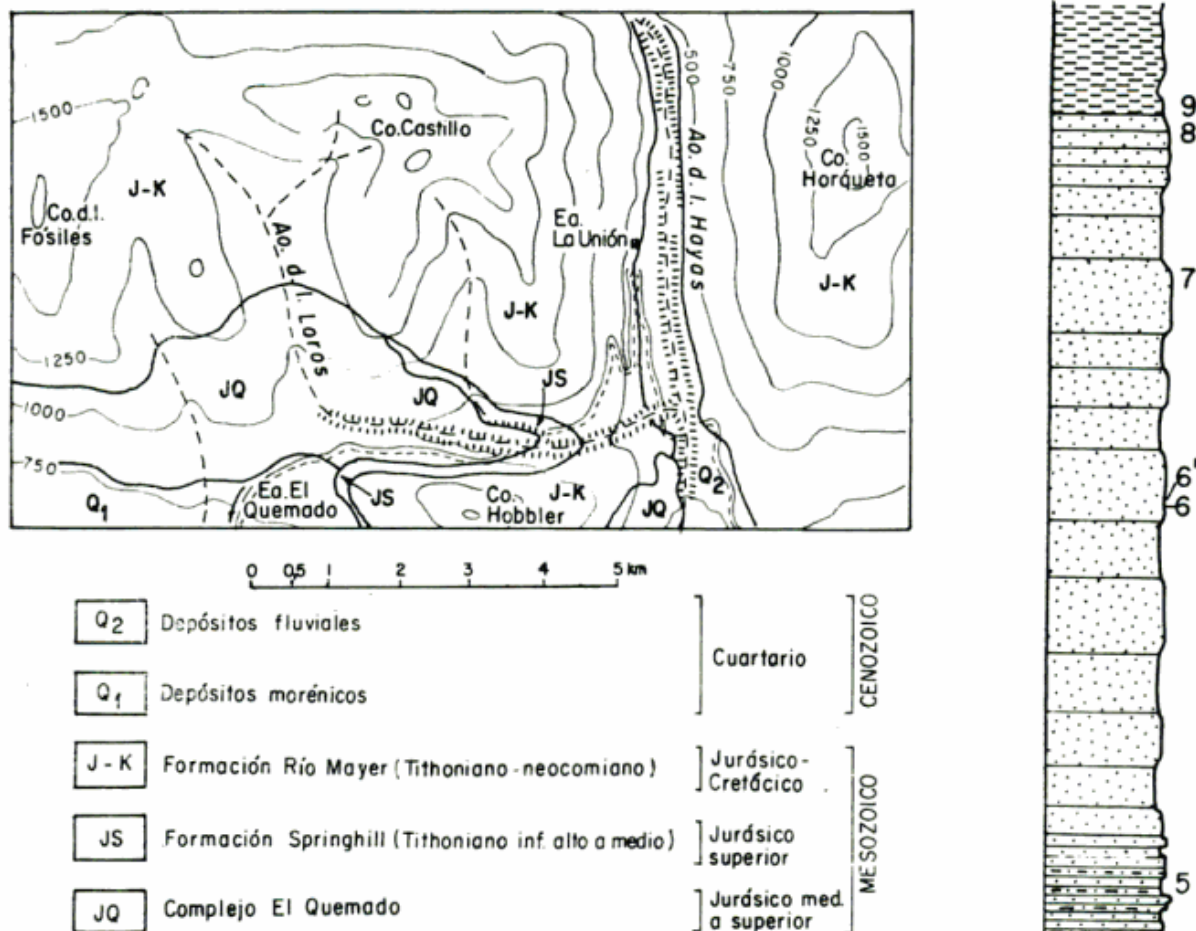 1500
Co.Castillo
J-K
Co.d.l.
Fósiles
Ao. d. l. Loros
1250
1000
750
JQ
JQ
J-K
JS
Ea.
La Unión
500
750
1000
Ao. d. l. Hayas
1250
1500
Co.
Horqueta
J-K
Q1
Ea. El
Quemado
JS
Co.
Hobbler
J-K
JQ
Q2
0 0,5 1 2 3 4 5 km
Q2 Depósitos fluviales
Cuartario
CENOZOICO
Q1 Depósitos morénicos
J-K Formación Río Mayer (Tithoniano-neocomiano)
Jurásico-
Cretácico
JS Formación Springhill (Tithoniano inf. alto a medio)
Jurásico
superior
MESOZOICO
JQ Complejo El Quemado
Jurásico med.
a superior
9
8
7
6'
6
5